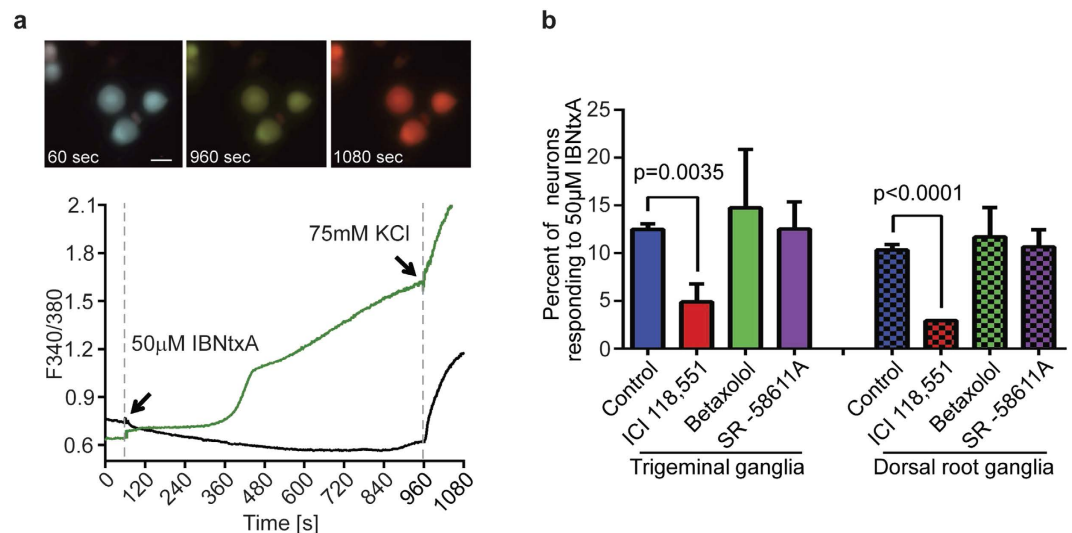 a
60 sec
960 sec
1080 sec
F340/380
2.1
1.8
1.5
1.2
0.9
0.6
50μM IBNtxA
75mM KCl
0
120
240
360
480
600
720
840
960
1080
Time [s]
b
Percent of neurons
responding to 50μM IBNtxA
25
20
15
10
5
0
p=0.0035
p<0.0001
Control
ICI 118,551
Betaxolol
SR -58611A
Control
ICI 118,551
Betaxolol
SR -58611A
Trigeminal ganglia
Dorsal root ganglia